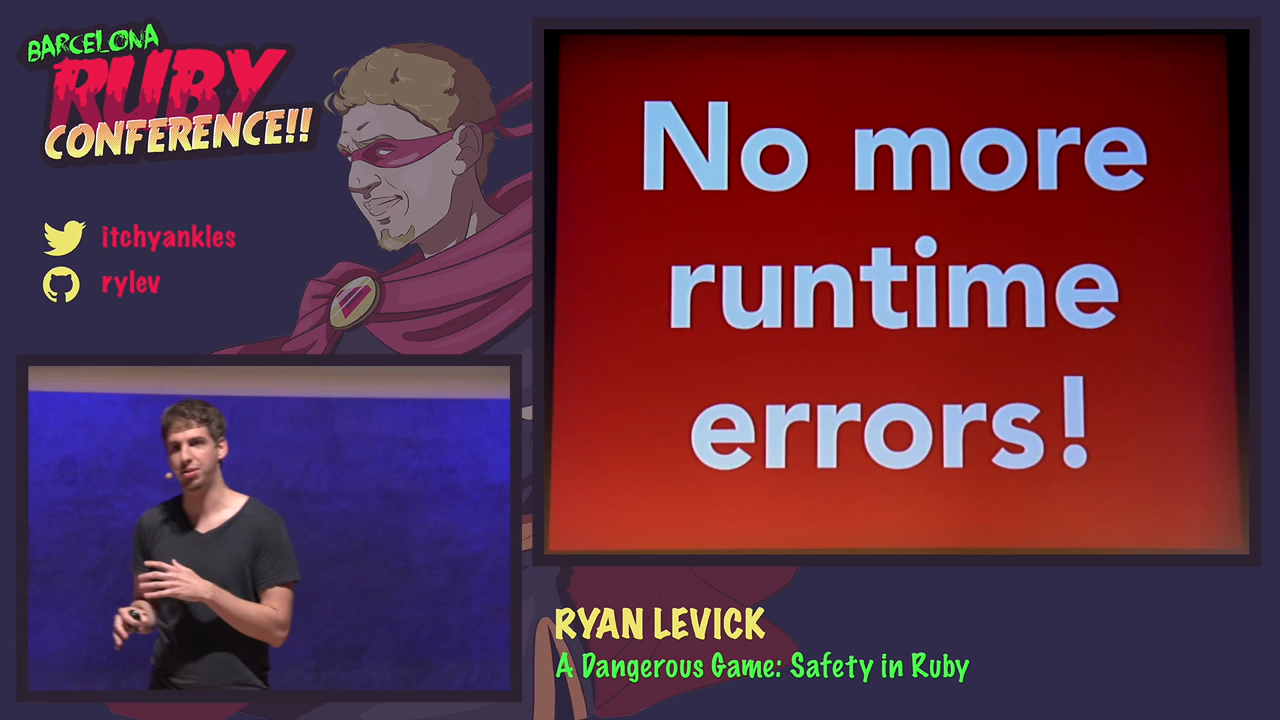 BARCELONA
RUBY
CONFERENCE!!
itchyankles
rylev
No more
runtime
errors!
RYAN LEVICK
A Dangerous Game: Safety in Ruby